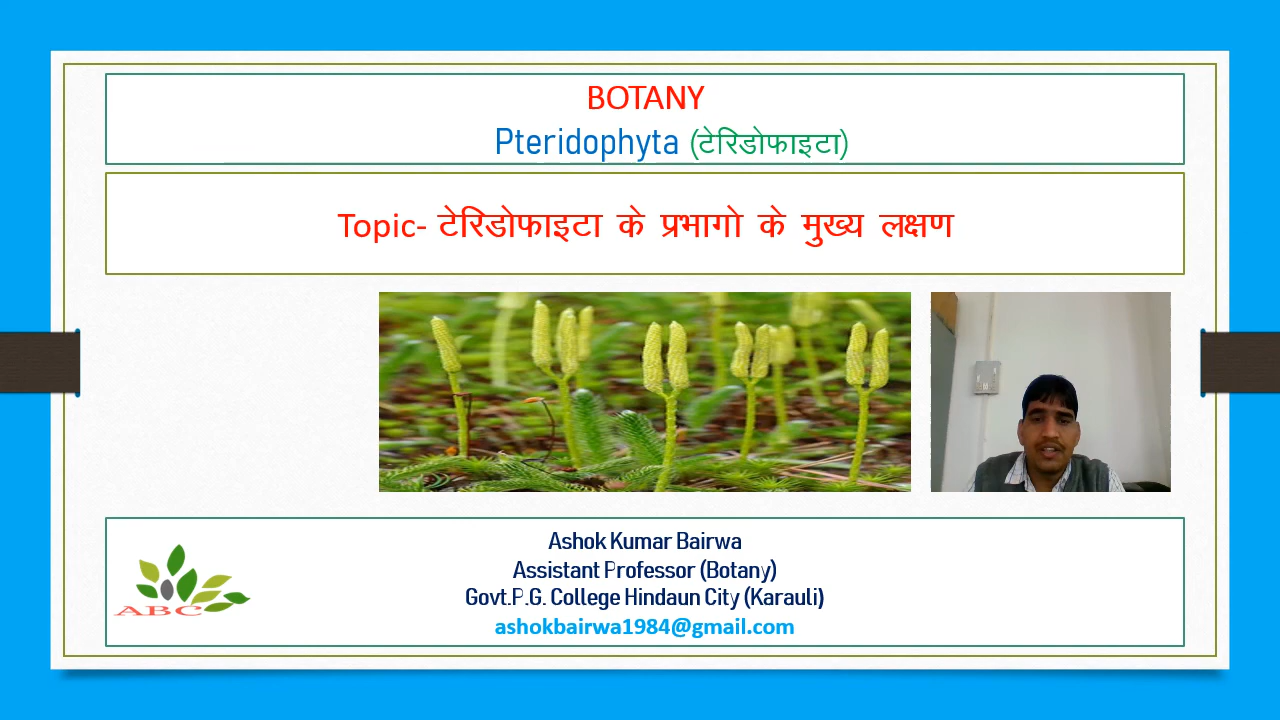 BOTANY
Pteridophyta (टेरिडोफाइटा)
Topic- टेरिडोफाइटा के प्रभागो के मुख्य लक्षण
Ashok Kumar Bairwa
Assistant Professor (Botany)
Govt.P.G. College Hindaun City (Karauli)
ashokbairwa1984@gmail.com
ABC